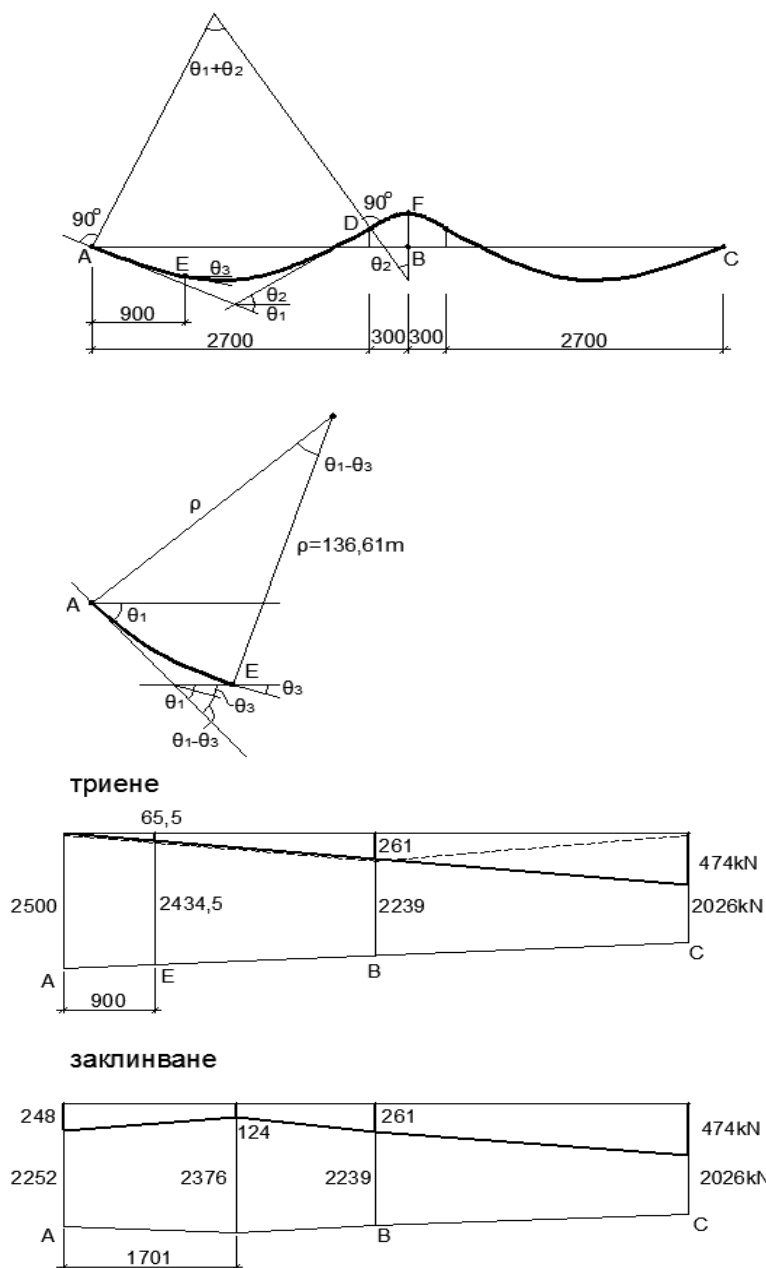 θ₁+θ₂
90° 90°
F
D
A E θ₃ θ₂ B C
θ₂
θ₁
900
2700 300 300 2700
θ₁-θ₃
ρ
ρ=136,61m
A θ₁
E
θ₁ θ₃ θ₃
θ₁-θ₃
триене
65,5
261
474kN
2500 2434,5 2239 2026kN
A E B C
900
заклинване
248 261
124 474kN
2252 2376 2239 2026kN
A B C
1701